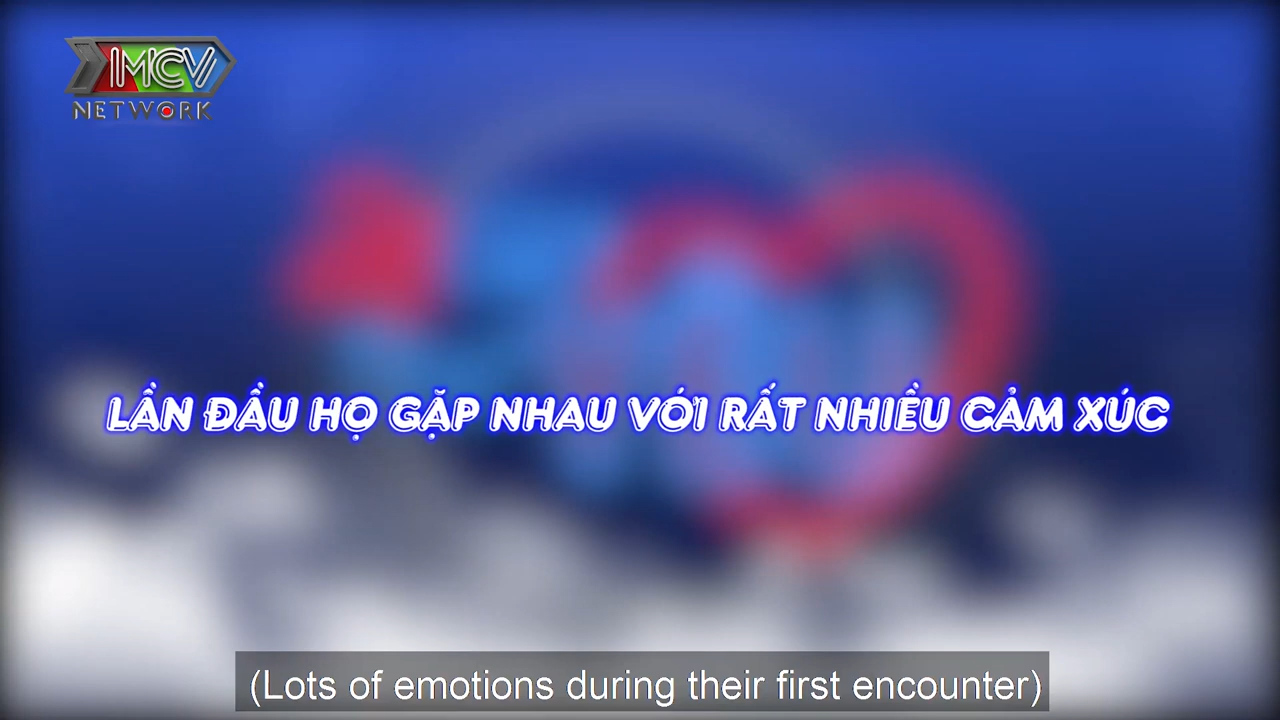 MCV
NETWORK
LẦN ĐẦU HỌ GẶP NHAU VỚI RẤT NHIỀU CẢM XÚC
(Lots of emotions during their first encounter)